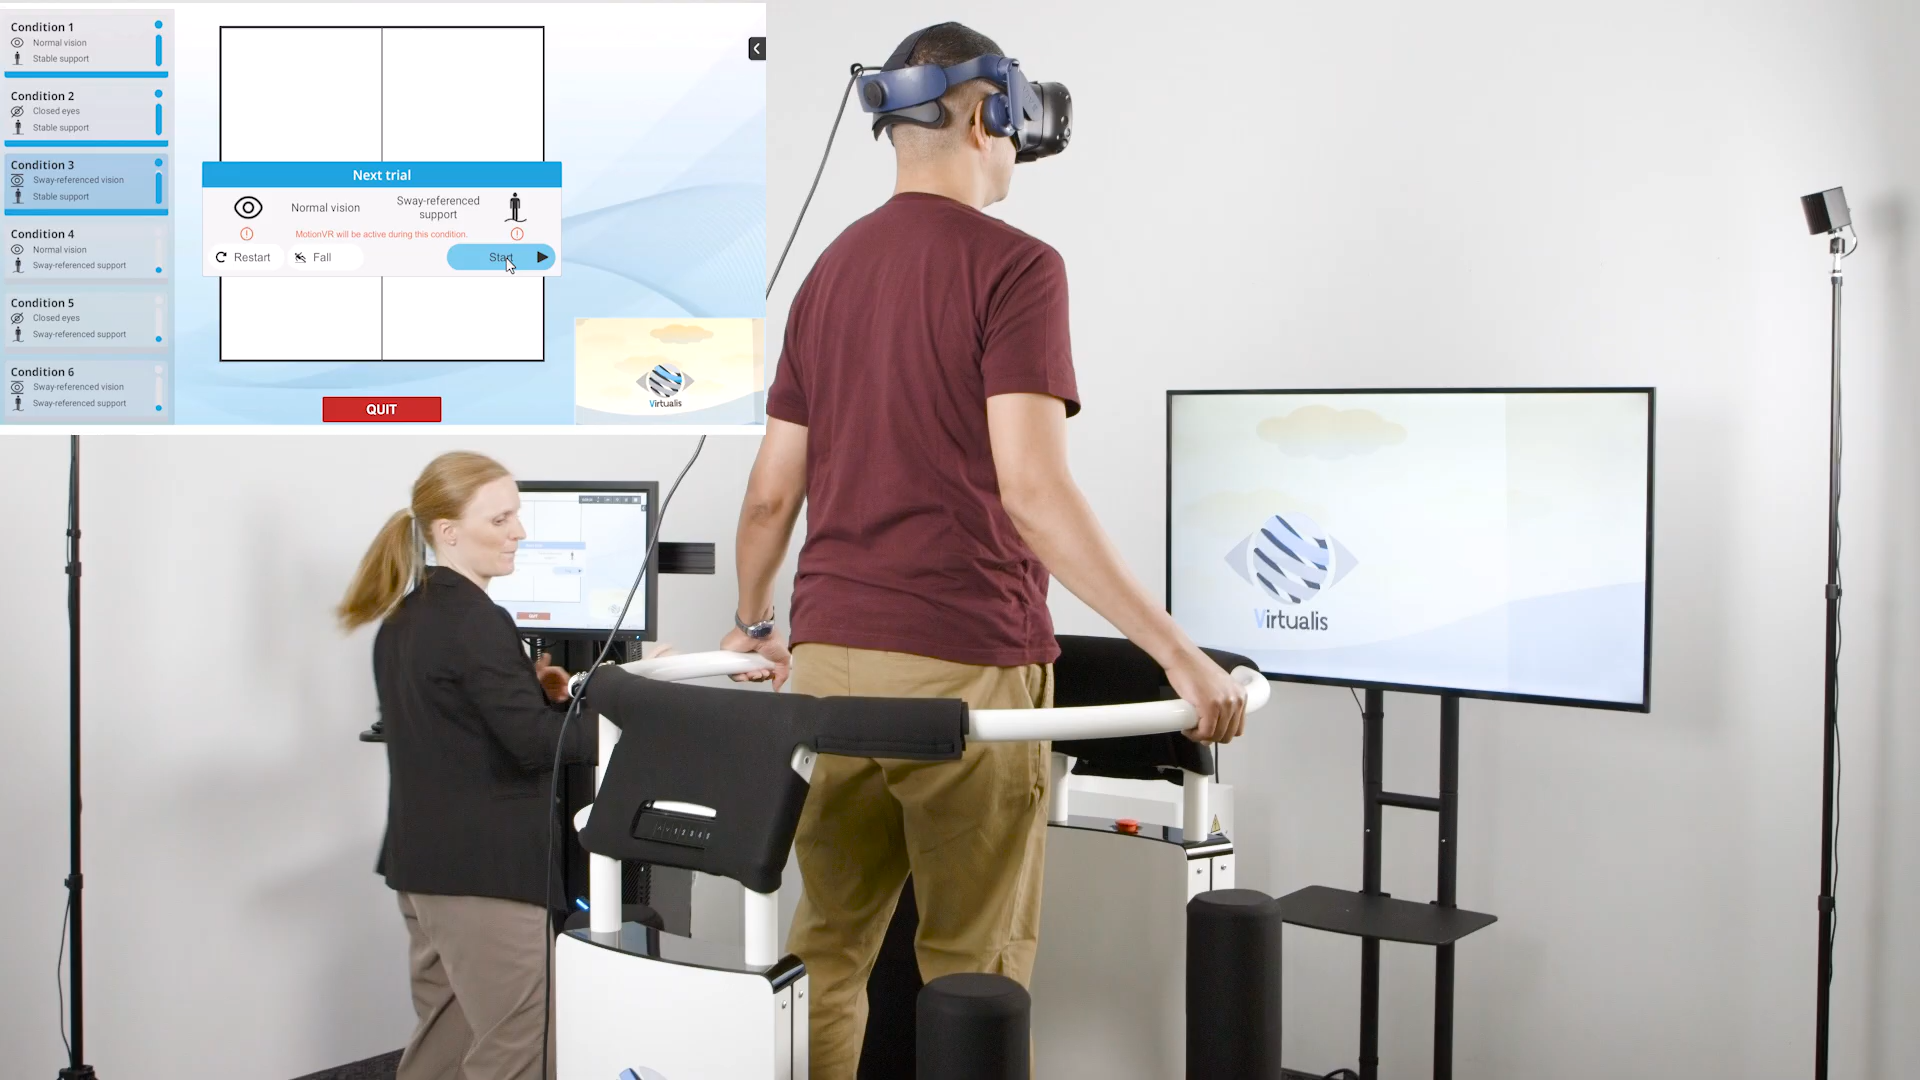 Condition 1
Normal vision
Stable support
Condition 2
Closed eyes
Stable support
Condition 3
Sway-referenced vision
Stable support
Condition 4
Normal vision
Sway-referenced support
Condition 5
Closed eyes
Sway-referenced support
Condition 6
Sway-referenced vision
Sway-referenced support
Next trial
Normal vision
Sway-referenced
support
MotionVR will be active during this condition.
Restart
Fall
Start
QUIT
Virtualis
VIVE
QUIT
Virtualis